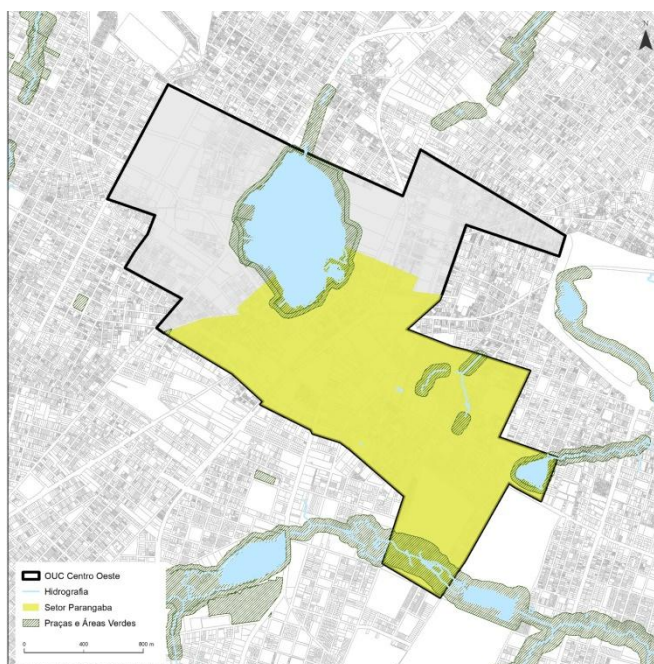 N
OUC Centro Oeste
Hidrografia
Setor Parangaba
Praças e Áreas Verdes
0 400 800 m